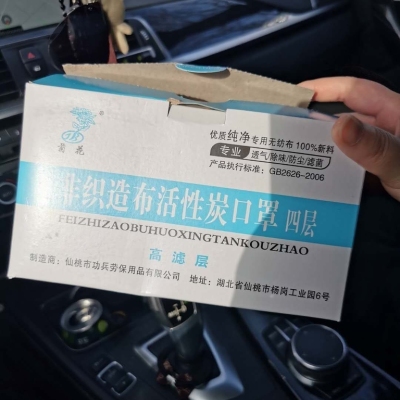 菊花
优质纯净专用无纺布100%新料
专业 透气/除味/防尘/滤菌
产品执行标准: GB2626-2006
非织造布活性炭口罩 四层
FEIZHIZAOBUHUOXINGTANKOUZHAO
高滤层
制造商: 仙桃市功兵劳保用品有限公司 地址: 湖北省仙桃市杨岗工业园6号